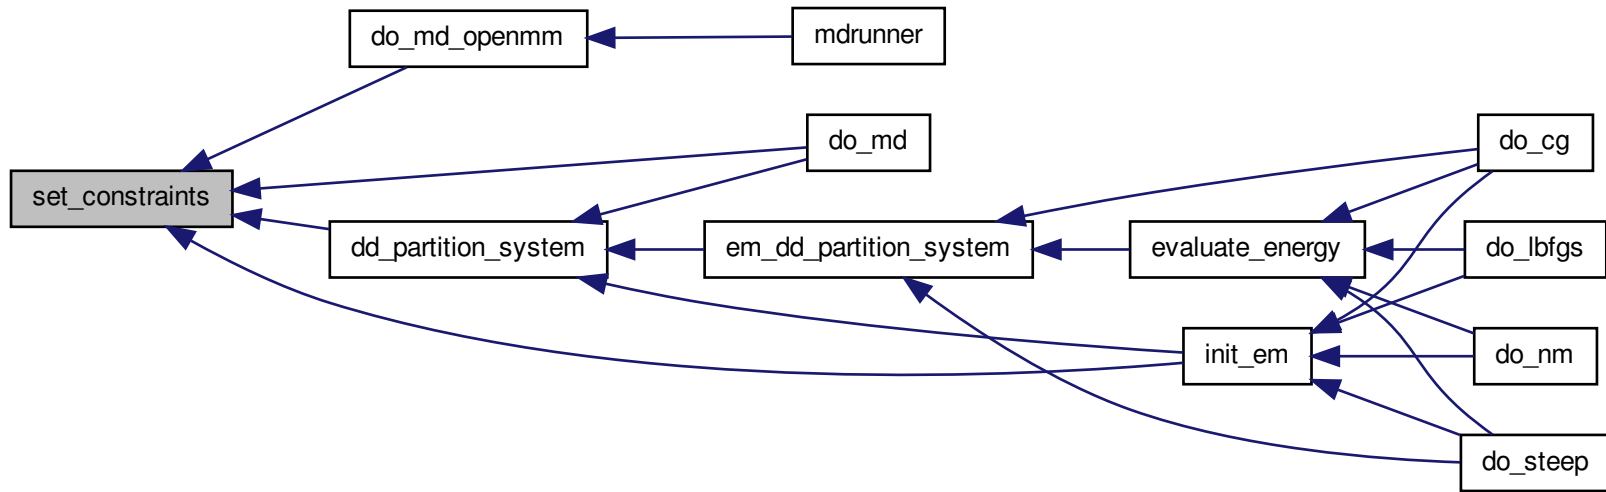 do_md_openmm
mdrunner
do_md
do_cg
set_constraints
dd_partition_system
em_dd_partition_system
evaluate_energy
do_lbfgs
init_em
do_nm
do_steep